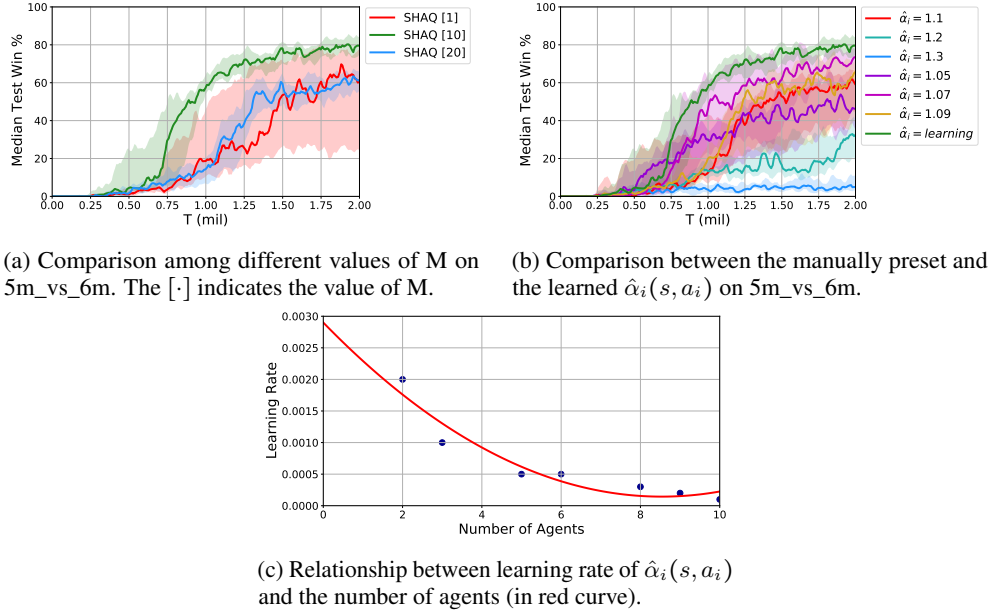 100
80
60
40
20
0
Median Test Win %
0.00 0.25 0.50 0.75 1.00 1.25 1.50 1.75 2.00
T (mil)
SHAQ [1]
SHAQ [10]
SHAQ [20]
100
80
60
40
20
0
Median Test Win %
0.00 0.25 0.50 0.75 1.00 1.25 1.50 1.75 2.00
T (mil)
α̂ᵢ = 1.1
α̂ᵢ = 1.2
α̂ᵢ = 1.3
α̂ᵢ = 1.05
α̂ᵢ = 1.07
α̂ᵢ = 1.09
α̂ᵢ = learning
(a) Comparison among different values of M on
5m_vs_6m. The [·] indicates the value of M.
(b) Comparison between the manually preset and
the learned α̂ᵢ(s, aᵢ) on 5m_vs_6m.
0.0030
0.0025
0.0020
0.0015
0.0010
0.0005
0.0000
Learning Rate
0 2 4 6 8 10
Number of Agents
(c) Relationship between learning rate of α̂ᵢ(s, aᵢ)
and the number of agents (in red curve).